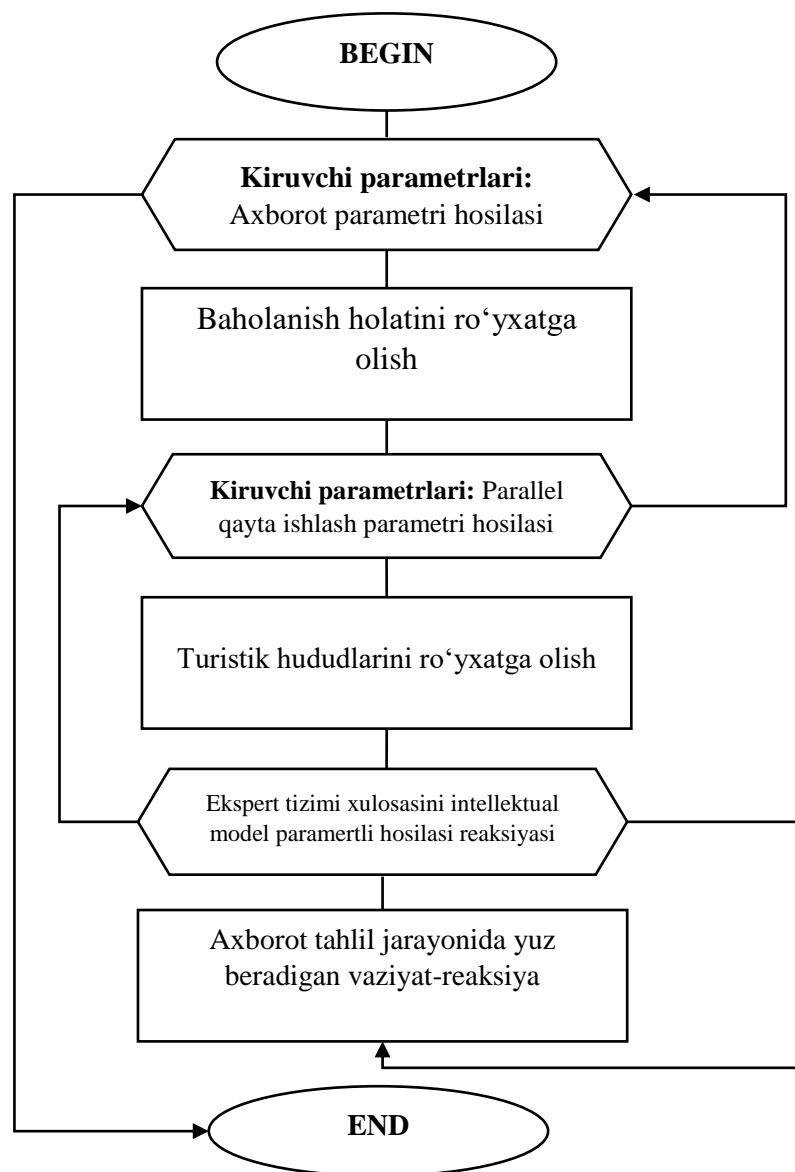 BEGIN
Kiruvchi parametrlari:
Axborot parametri hosilasi
Baholanish holatini ro‘yxatga
olish
Kiruvchi parametrlari: Parallel
qayta ishlash parametri hosilasi
Turistik hududlarini ro‘yxatga olish
Ekspert tizimi xulosasini intellektual
model paramertli hosilasi reaksiyasi
Axborot tahlil jarayonida yuz
beradigan vaziyat-reaksiya
END